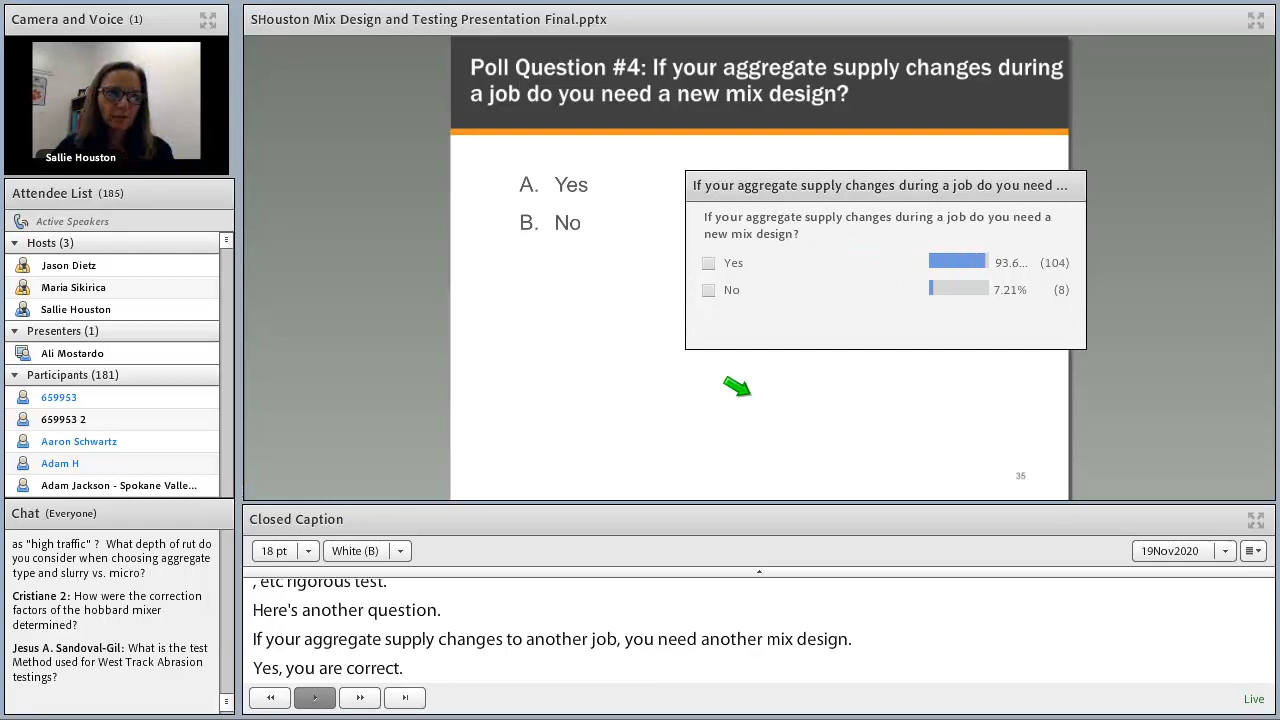 Camera and Voice (1)
Sallie Houston
Attendee List (185)
Active Speakers
Hosts (3)
Jason Dietz
Maria Sikirica
Sallie Houston
Presenters (1)
Ali Mostardo
Participants (181)
659953
659953 2
Aaron Schwartz
Adam H
Adam Jackson - Spokane Valle...
Chat (Everyone)
as "high traffic" ? What depth of rut do
you consider when choosing aggregate
type and slurry vs. micro?
Cristiane 2: How were the correction
factors of the hobbard mixer
determined?
Jesus A. Sandoval-Gil: What is the test
Method used for West Track Abrasion
testings?
SHouston Mix Design and Testing Presentation Final.pptx
Poll Question #4: If your aggregate supply changes during
a job do you need a new mix design?
A. Yes
B. No
If your aggregate supply changes during a job do you need ...
If your aggregate supply changes during a job do you need a
new mix design?
Yes 93.6... (104)
No 7.21% (8)
35
Closed Caption
18 pt White (B) 19Nov2020
, etc rigorous test.
Here's another question.
If your aggregate supply changes to another job, you need another mix design.
Yes, you are correct.
Live